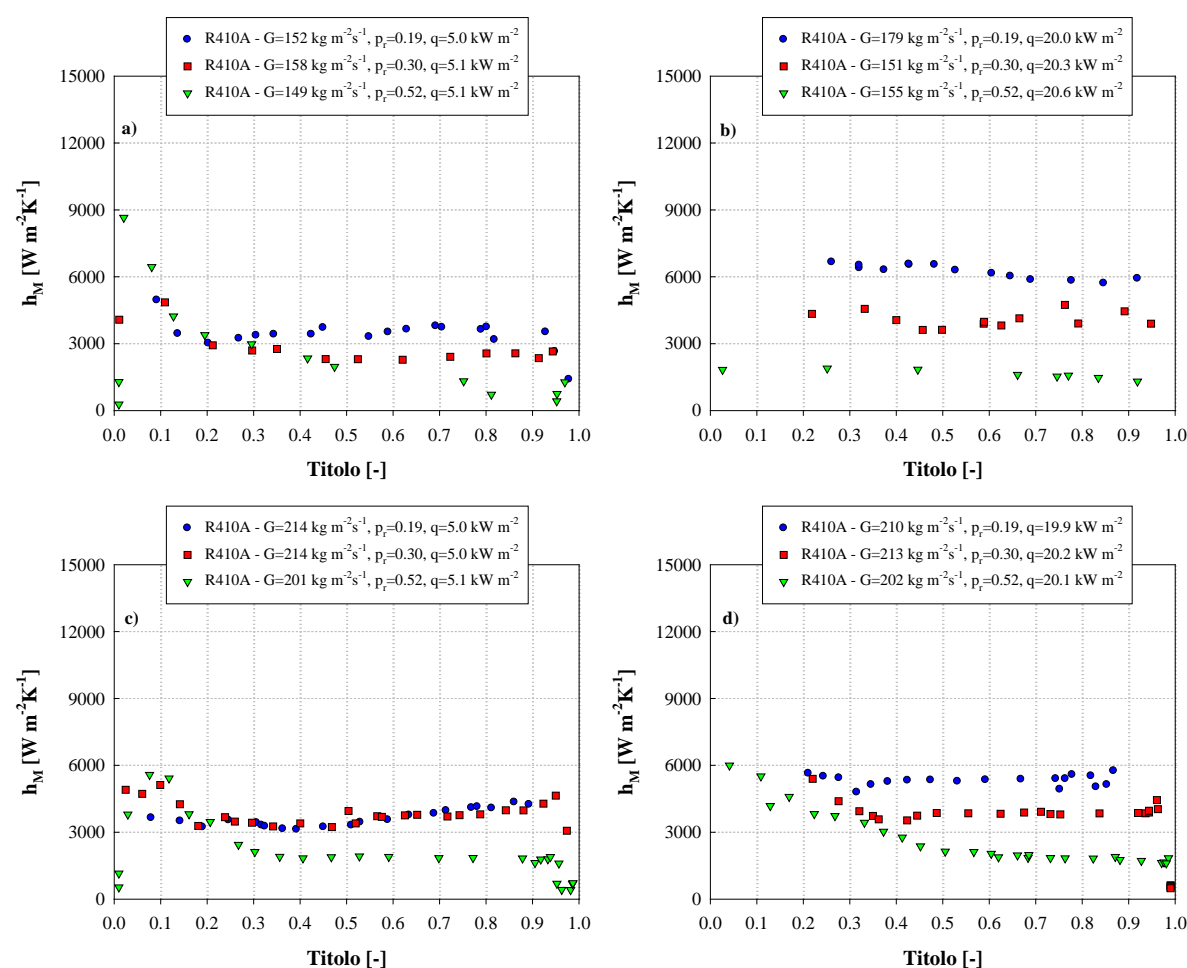 R410A - G=152 kg m⁻²s⁻¹, pᵣ=0.19, q=5.0 kW m⁻²
R410A - G=158 kg m⁻²s⁻¹, pᵣ=0.30, q=5.1 kW m⁻²
R410A - G=149 kg m⁻²s⁻¹, pᵣ=0.52, q=5.1 kW m⁻²
a)
h_M [W m⁻²K⁻¹]
15000
12000
9000
6000
3000
0
0.0 0.1 0.2 0.3 0.4 0.5 0.6 0.7 0.8 0.9 1.0
Titolo [-]
R410A - G=179 kg m⁻²s⁻¹, pᵣ=0.19, q=20.0 kW m⁻²
R410A - G=151 kg m⁻²s⁻¹, pᵣ=0.30, q=20.3 kW m⁻²
R410A - G=155 kg m⁻²s⁻¹, pᵣ=0.52, q=20.6 kW m⁻²
b)
h_M [W m⁻²K⁻¹]
15000
12000
9000
6000
3000
0
0.0 0.1 0.2 0.3 0.4 0.5 0.6 0.7 0.8 0.9 1.0
Titolo [-]
R410A - G=214 kg m⁻²s⁻¹, pᵣ=0.19, q=5.0 kW m⁻²
R410A - G=214 kg m⁻²s⁻¹, pᵣ=0.30, q=5.0 kW m⁻²
R410A - G=201 kg m⁻²s⁻¹, pᵣ=0.52, q=5.1 kW m⁻²
c)
h_M [W m⁻²K⁻¹]
15000
12000
9000
6000
3000
0
0.0 0.1 0.2 0.3 0.4 0.5 0.6 0.7 0.8 0.9 1.0
Titolo [-]
R410A - G=210 kg m⁻²s⁻¹, pᵣ=0.19, q=19.9 kW m⁻²
R410A - G=213 kg m⁻²s⁻¹, pᵣ=0.30, q=20.2 kW m⁻²
R410A - G=202 kg m⁻²s⁻¹, pᵣ=0.52, q=20.1 kW m⁻²
d)
h_M [W m⁻²K⁻¹]
15000
12000
9000
6000
3000
0
0.0 0.1 0.2 0.3 0.4 0.5 0.6 0.7 0.8 0.9 1.0
Titolo [-]